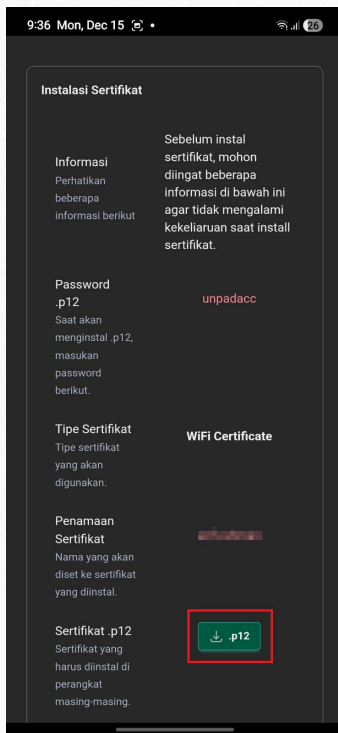 9:36 Mon, Dec 15
26
Instalasi Sertifikat
Informasi
Perhatikan
beberapa
informasi berikut
Sebelum instal
sertifikat, mohon
diingat beberapa
informasi di bawah ini
agar tidak mengalami
kekeliaruan saat install
sertifikat.
Password
.p12
Saat akan
menginstal .p12,
masukan
password
berikut.
unpadacc
Tipe Sertifikat
Tipe sertifikat
yang akan
digunakan.
WiFi Certificate
Penamaan
Sertifikat
Nama yang akan
diset ke sertifikat
yang diinstal.
Sertifikat .p12
Sertifikat yang
harus diinstal di
perangkat
masing-masing.
.p12